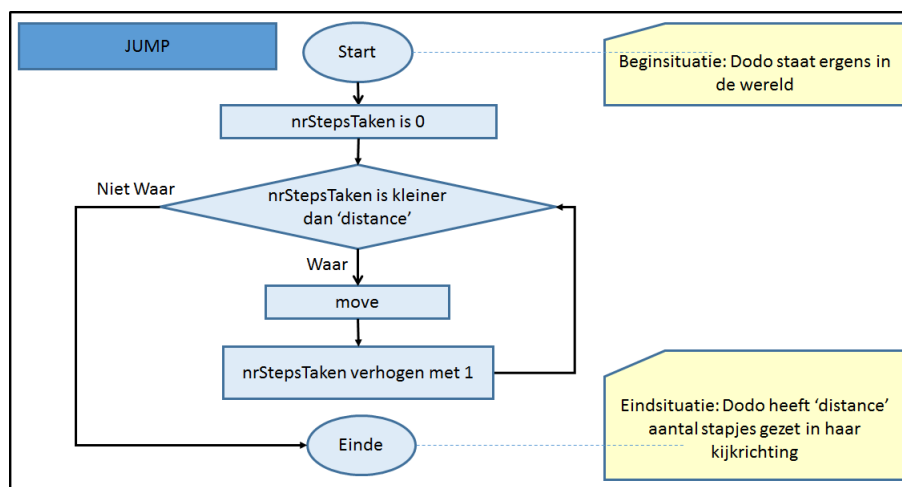 JUMP
Start
Beginsituatie: Dodo staat ergens in
de wereld
nrStepsTaken is 0
Niet Waar
nrStepsTaken is kleiner
dan ‘distance’
Waar
move
nrStepsTaken verhogen met 1
Einde
Eindsituatie: Dodo heeft ‘distance’
aantal stapjes gezet in haar
kijkrichting